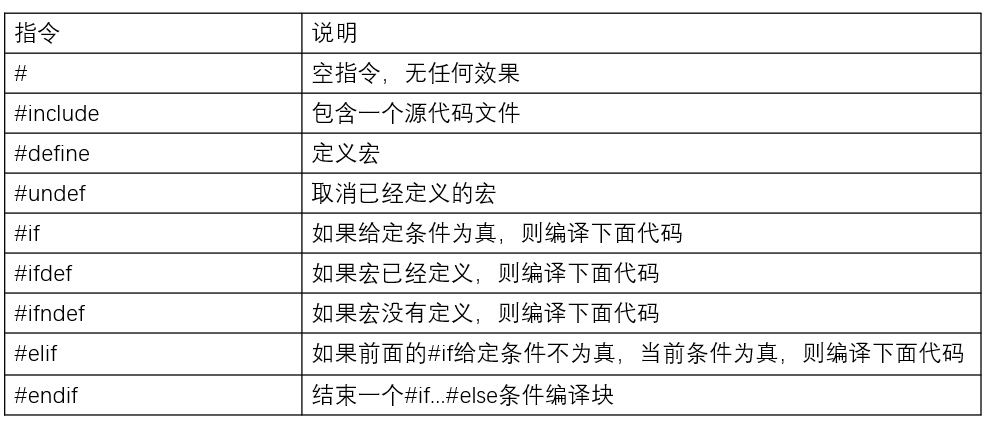 指令 说明
# 空指令，无任何效果
#include 包含一个源代码文件
#define 定义宏
#undef 取消已经定义的宏
#if 如果给定条件为真，则编译下面代码
#ifdef 如果宏已经定义，则编译下面代码
#ifndef 如果宏没有定义，则编译下面代码
#elif 如果前面的#if给定条件不为真，当前条件为真，则编译下面代码
#endif 结束一个#if...#else条件编译块